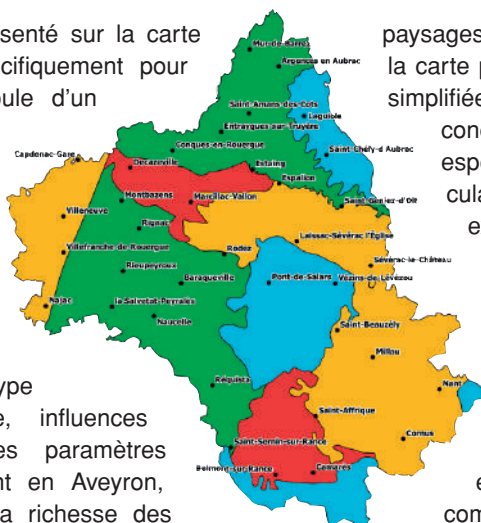 senté sur la carte
cifiquement pour
oule d'un
ype
e, influences
es paramètres
nt en Aveyron,
a richesse des
paysages
la carte p
simplifiée
conc
espe
cula
e
e
com
Mur-de-Barrez
Argences en Aubrac
Saint-Amans-des-Cots
Laguiole
Entraygues-sur-Truyère
Conques-en-Rouergue
Saint-Chély-d'Aubrac
Capdenac-Gare
Decazeville
Estaing
Espalion
Montbazens
Marcillac-Vallon
Saint-Geniez-d'Olt
Villeneuve
Rignac
Laissac-Sévérac l'Église
Villefranche-de-Rouergue
Rodez
Sévérac-le-Château
Rieupeyroux
Baraqueville
Pont-de-Salars
Vézins-de-Lévézou
Najac
la Salvetat-Peyralès
Naucelle
Saint-Beauzély
Millau
Réquista
Nant
Saint-Affrique
Cornus
Saint-Sernin-sur-Rance
Belmont-sur-Rance
Camarès